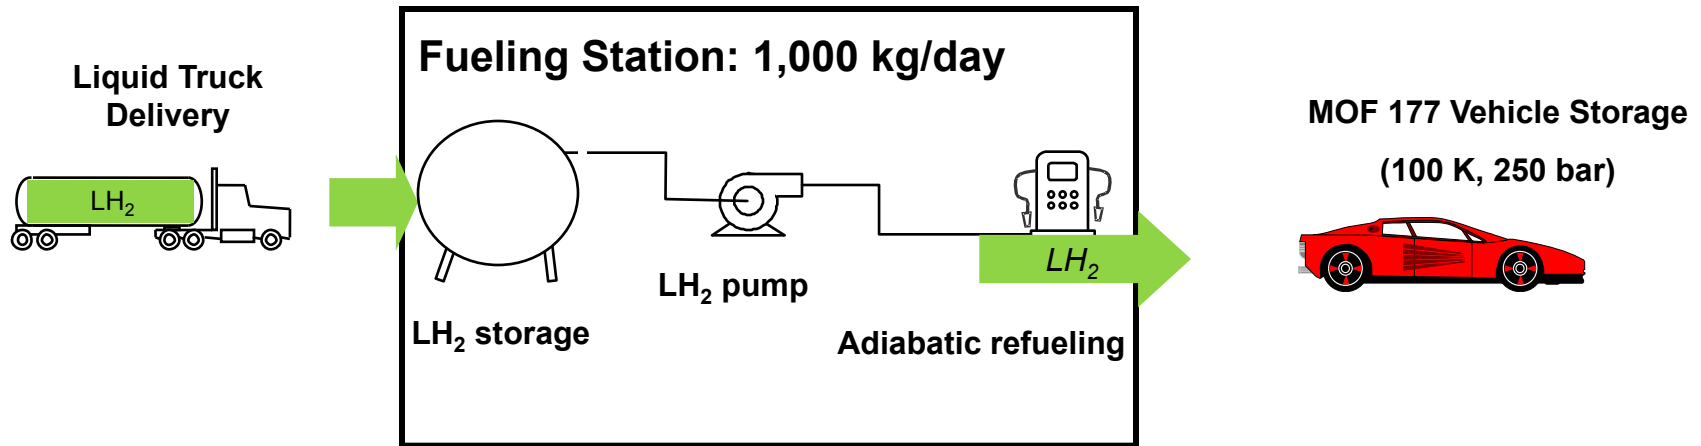 Fueling Station: 1,000 kg/day
Liquid Truck
Delivery
LH₂
LH₂ storage
LH₂ pump
LH₂
Adiabatic refueling
MOF 177 Vehicle Storage
(100 K, 250 bar)